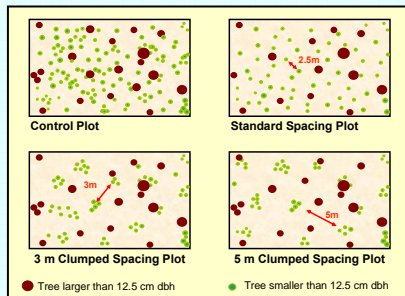 2.5m
Control Plot
Standard Spacing Plot
3m
5m
3 m Clumped Spacing Plot
5 m Clumped Spacing Plot
Tree larger than 12.5 cm dbh
Tree smaller than 12.5 cm dbh